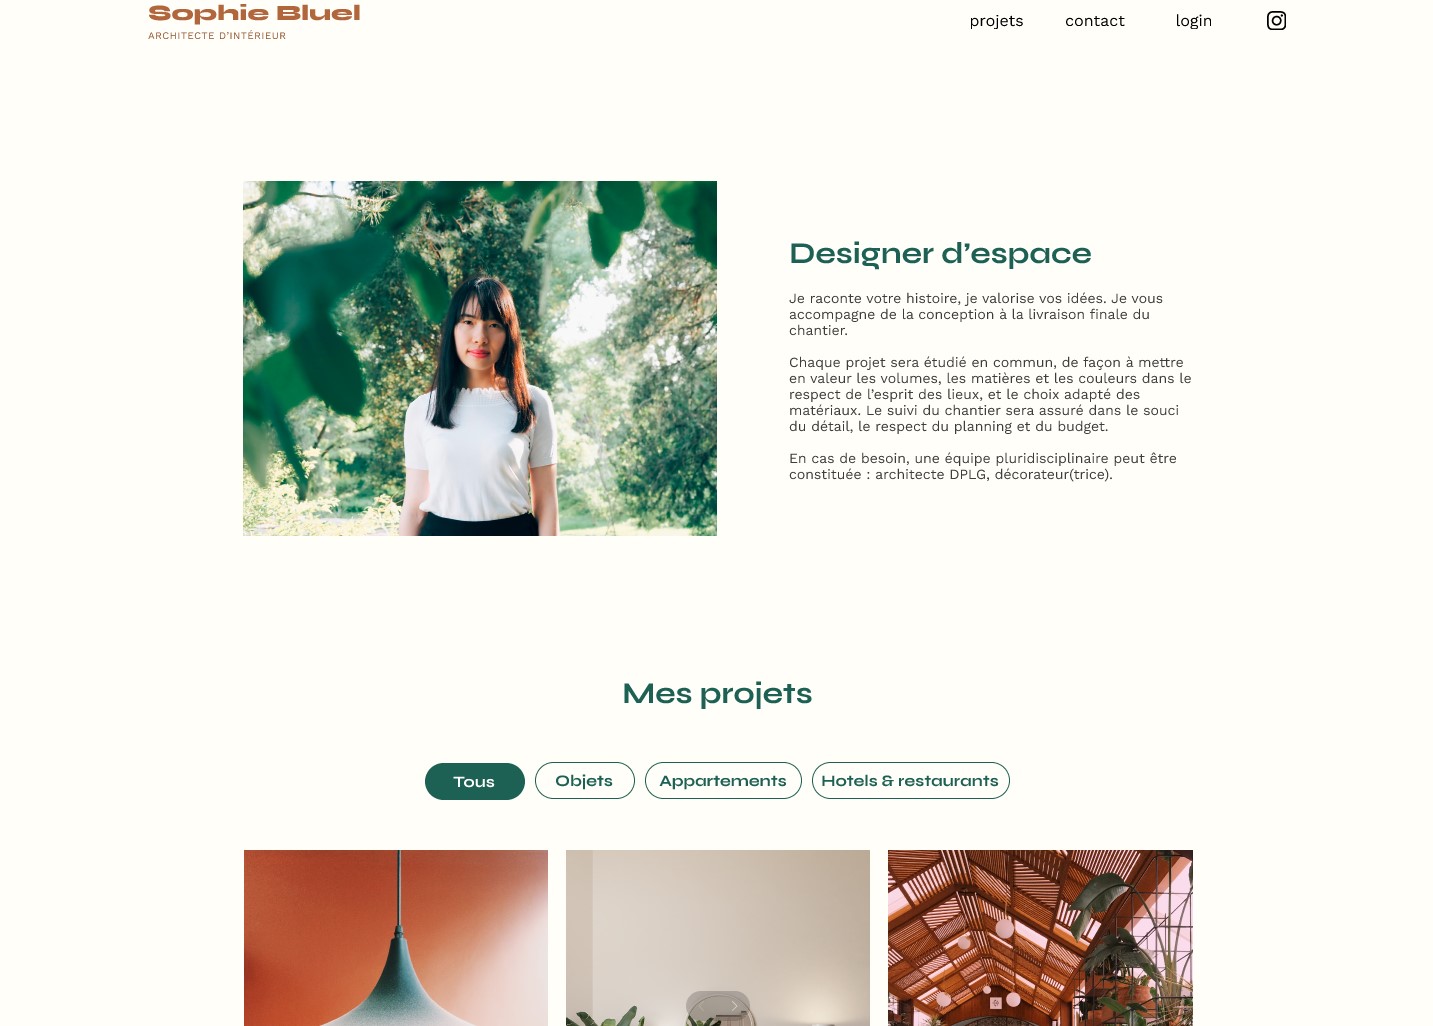 Sophie Bluel
ARCHITECTE D'INTÉRIEUR
projets
contact
login
Designer d’espace
Je raconte votre histoire, je valorise vos idées. Je vous
accompagne de la conception à la livraison finale du
chantier.
Chaque projet sera étudié en commun, de façon à mettre
en valeur les volumes, les matières et les couleurs dans le
respect de l’esprit des lieux, et le choix adapté des
matériaux. Le suivi du chantier sera assuré dans le souci
du détail, le respect du planning et du budget.
En cas de besoin, une équipe pluridisciplinaire peut être
constituée : architecte DPLG, décorateur(trice).
Mes projets
Tous
Objets
Appartements
Hotels & restaurants